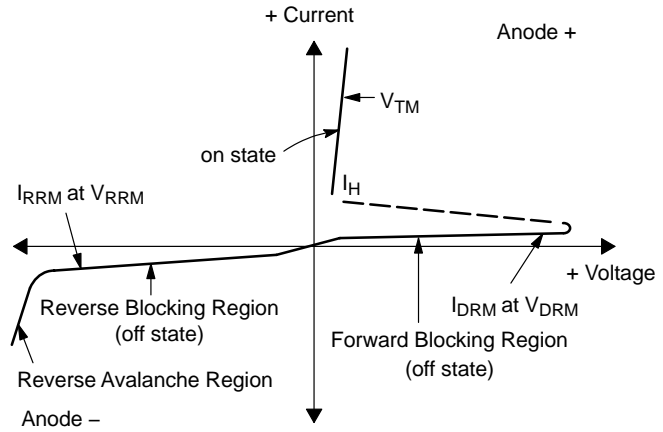 + Current
Anode +
VTM
on state
IH
IRRM at VRRM
+ Voltage
IDRM at VDRM
Reverse Blocking Region
(off state)
Forward Blocking Region
(off state)
Reverse Avalanche Region
Anode –